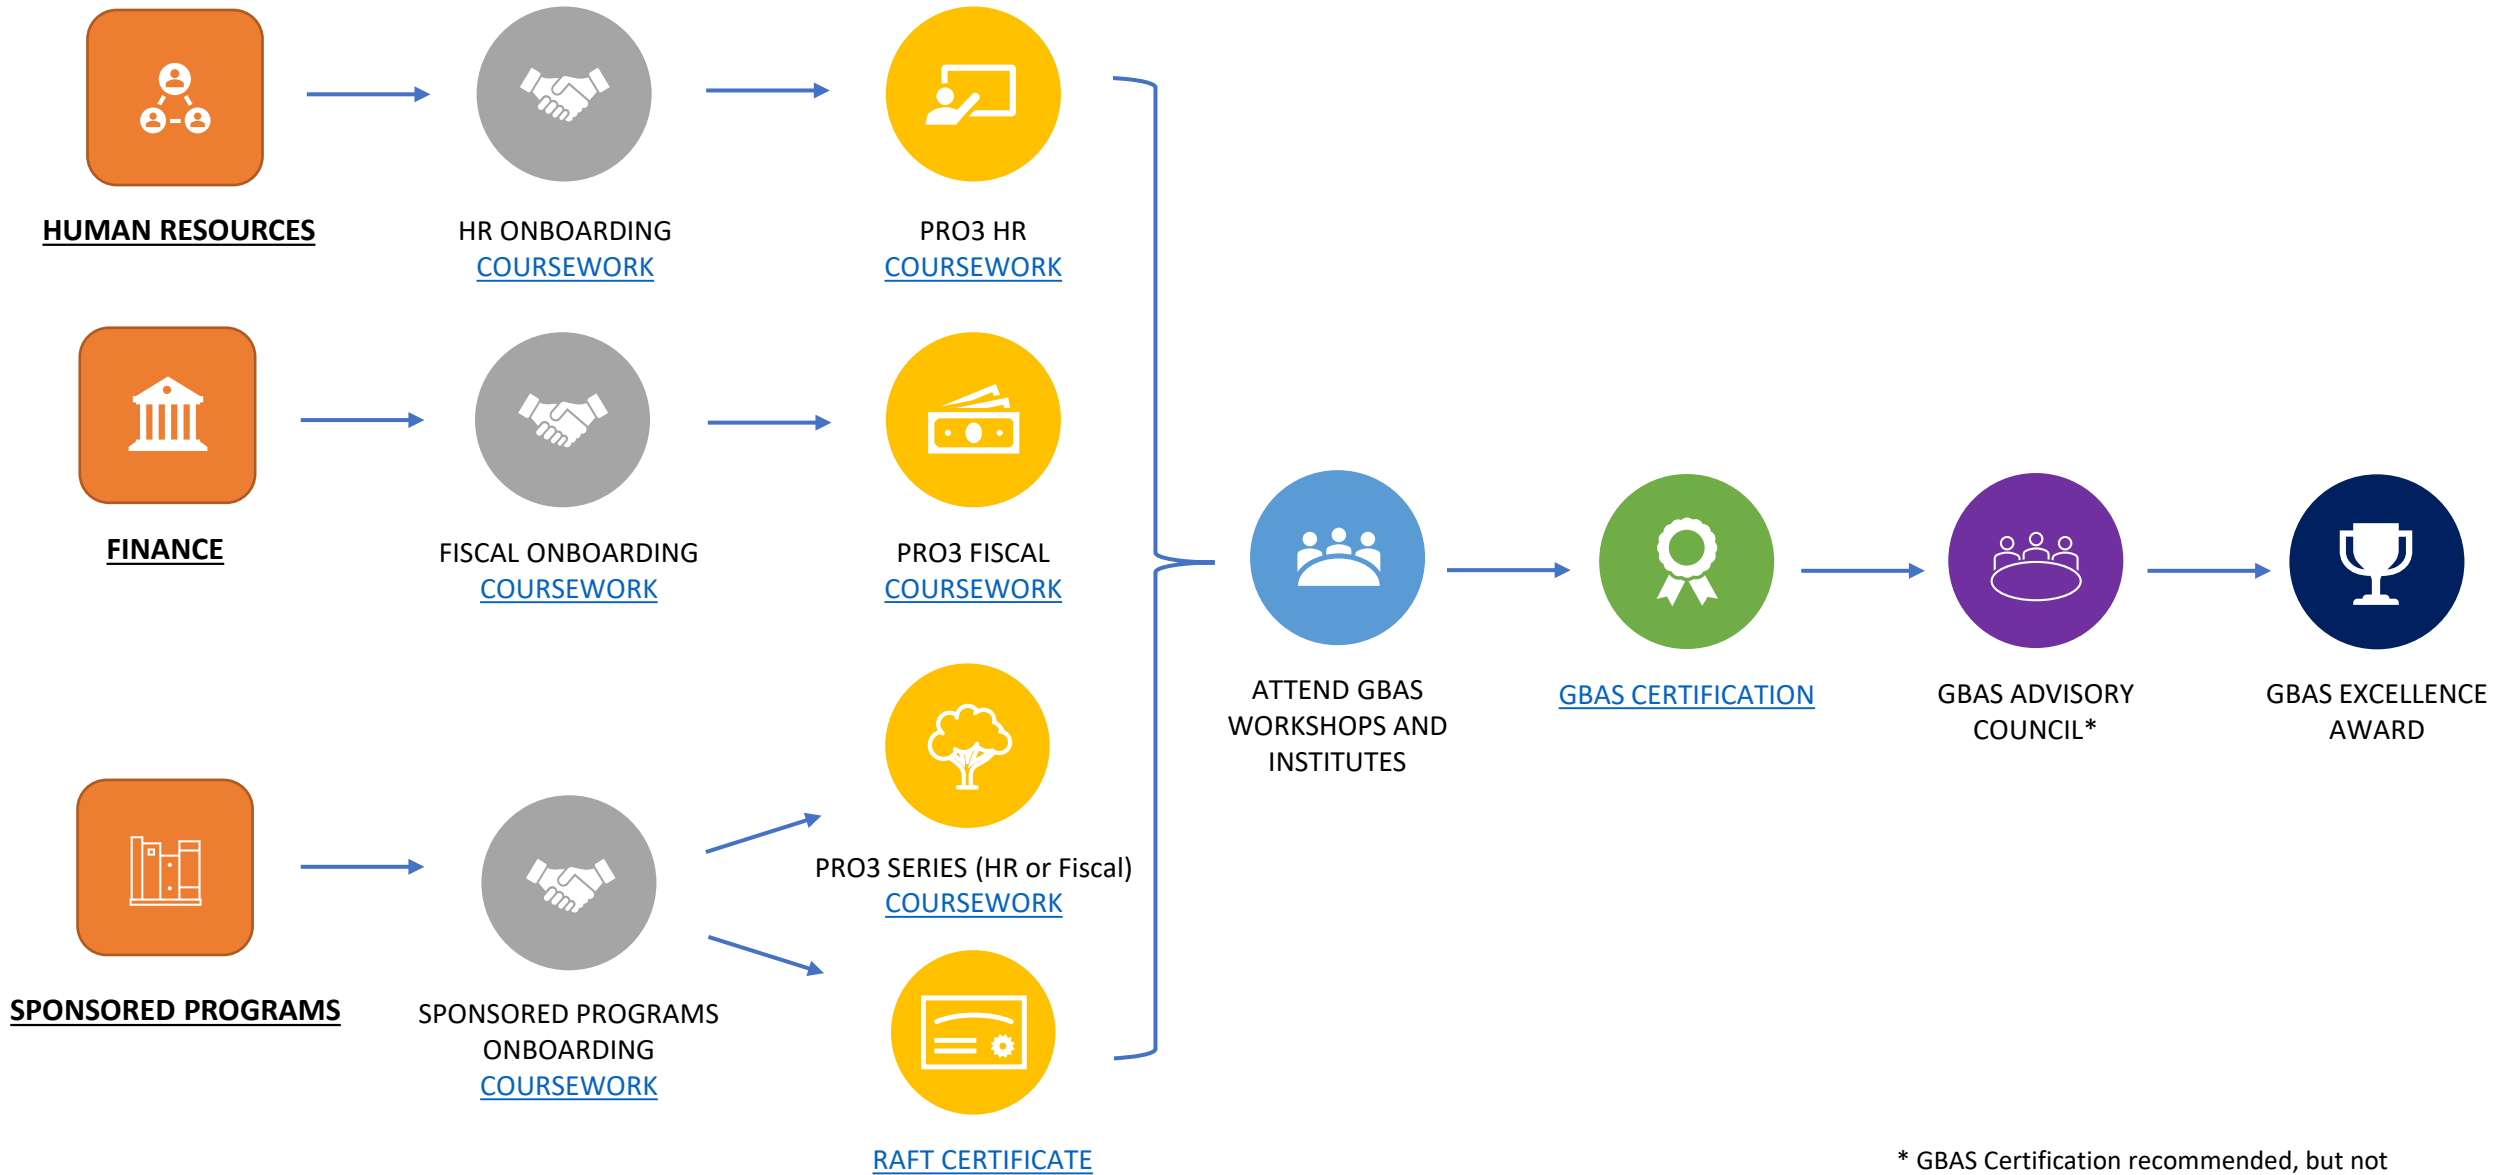 HUMAN RESOURCES
HR ONBOARDING
COURSEWORK
PRO3 HR
COURSEWORK
FINANCE
FISCAL ONBOARDING
COURSEWORK
PRO3 FISCAL
COURSEWORK
SPONSORED PROGRAMS
SPONSORED PROGRAMS
ONBOARDING
COURSEWORK
PRO3 SERIES (HR or Fiscal)
COURSEWORK
RAFT CERTIFICATE
ATTEND GBAS
WORKSHOPS AND
INSTITUTES
GBAS CERTIFICATION
GBAS ADVISORY
COUNCIL*
GBAS EXCELLENCE
AWARD
* GBAS Certification recommended, but not